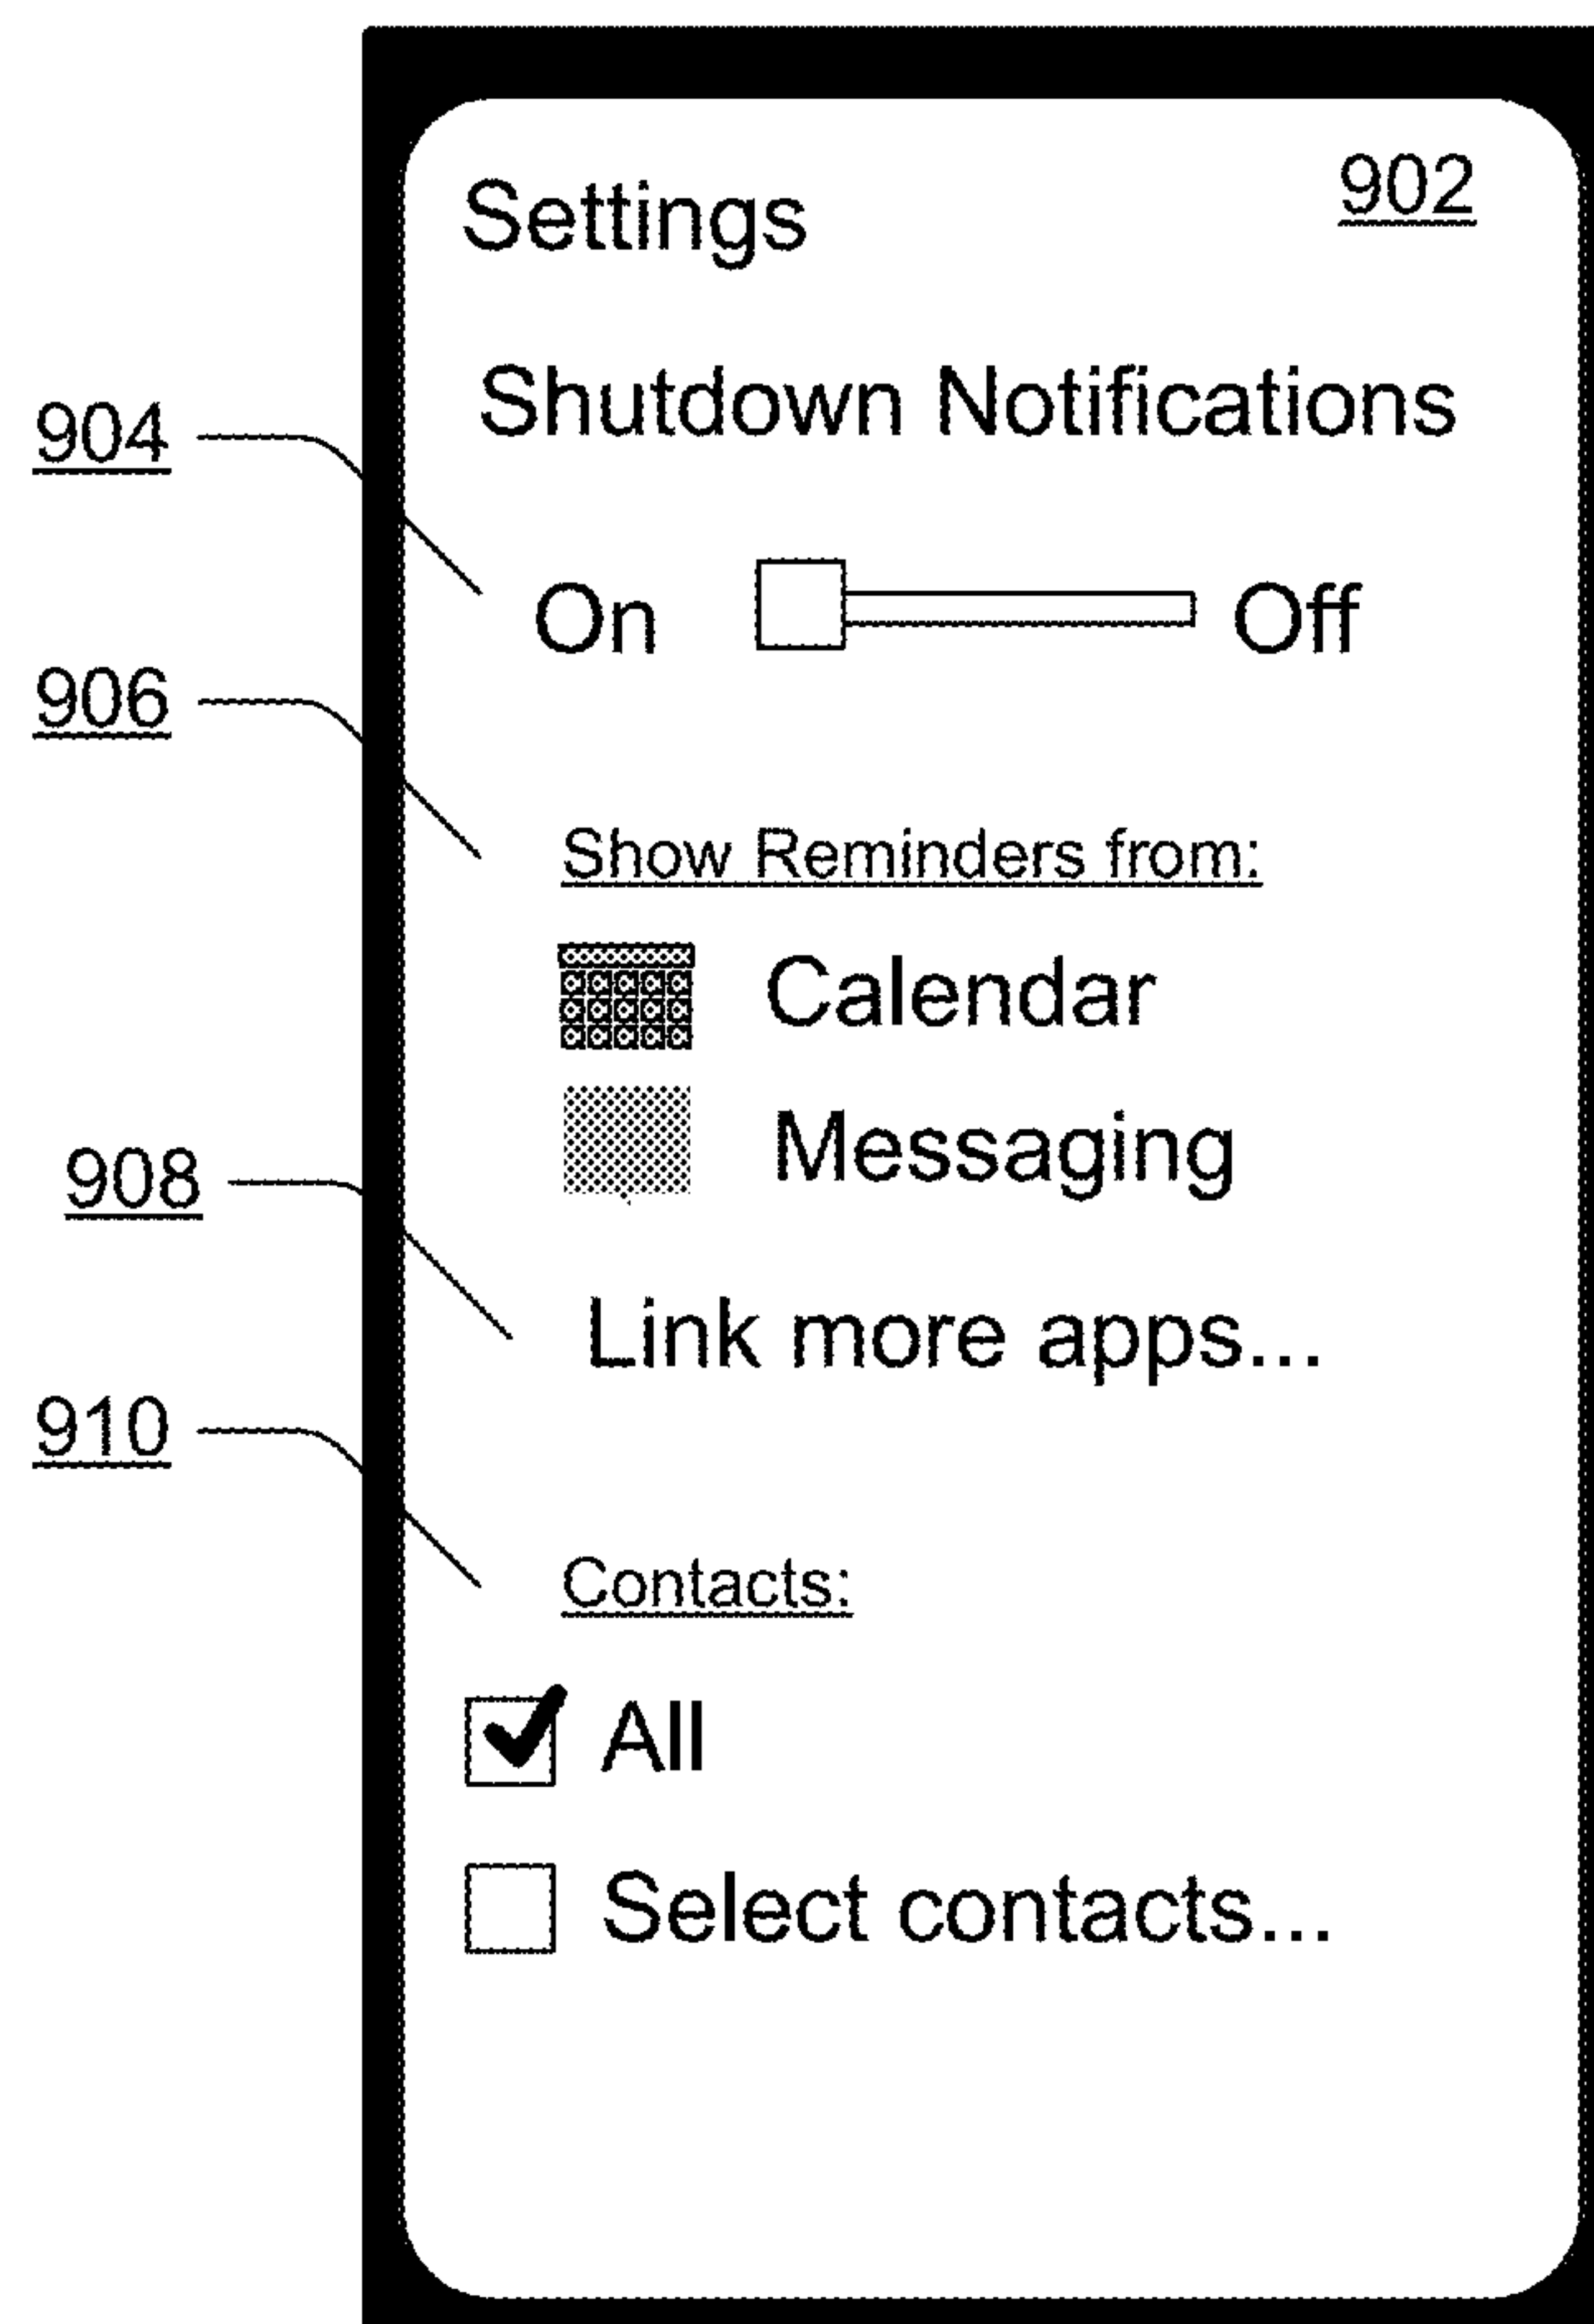 Settings 902
Shutdown Notifications
904
On Off
906
Show Reminders from:
Calendar
Messaging
908
Link more apps...
910
Contacts:
All
Select contacts...